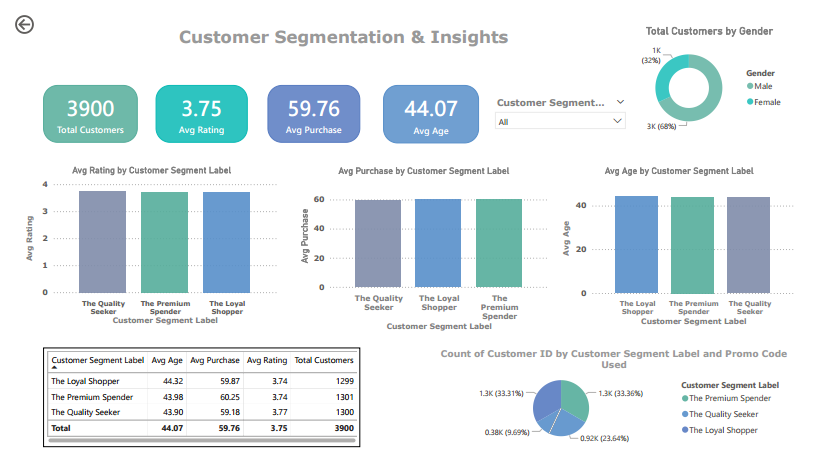 Customer Segmentation & Insights
Total Customers by Gender
1K
(32%)
3K (68%)
Gender
Male
Female
3900
Total Customers
3.75
Avg Rating
59.76
Avg Purchase
44.07
Avg Age
Customer Segment...
All
Avg Rating by Customer Segment Label
Avg Rating
4
3
2
1
0
The Quality
Seeker
The Premium
Spender
The Loyal
Shopper
Customer Segment Label
Avg Purchase by Customer Segment Label
Avg Purchase
60
40
20
0
The Quality
Seeker
The Loyal
Shopper
The
Premium
Spender
Customer Segment Label
Avg Age by Customer Segment Label
Avg Age
40
20
0
The Loyal
Shopper
The Premium
Spender
The Quality
Seeker
Customer Segment Label
Customer Segment Label Avg Age Avg Purchase Avg Rating Total Customers
The Loyal Shopper 44.32 59.87 3.74 1299
The Premium Spender 43.98 60.25 3.74 1301
The Quality Seeker 43.90 59.18 3.77 1300
Total 44.07 59.76 3.75 3900
Count of Customer ID by Customer Segment Label and Promo Code
Used
1.3K (33.31%)
1.3K (33.36%)
0.38K (9.69%)
0.92K (23.64%)
Customer Segment Label
The Premium Spender
The Quality Seeker
The Loyal Shopper